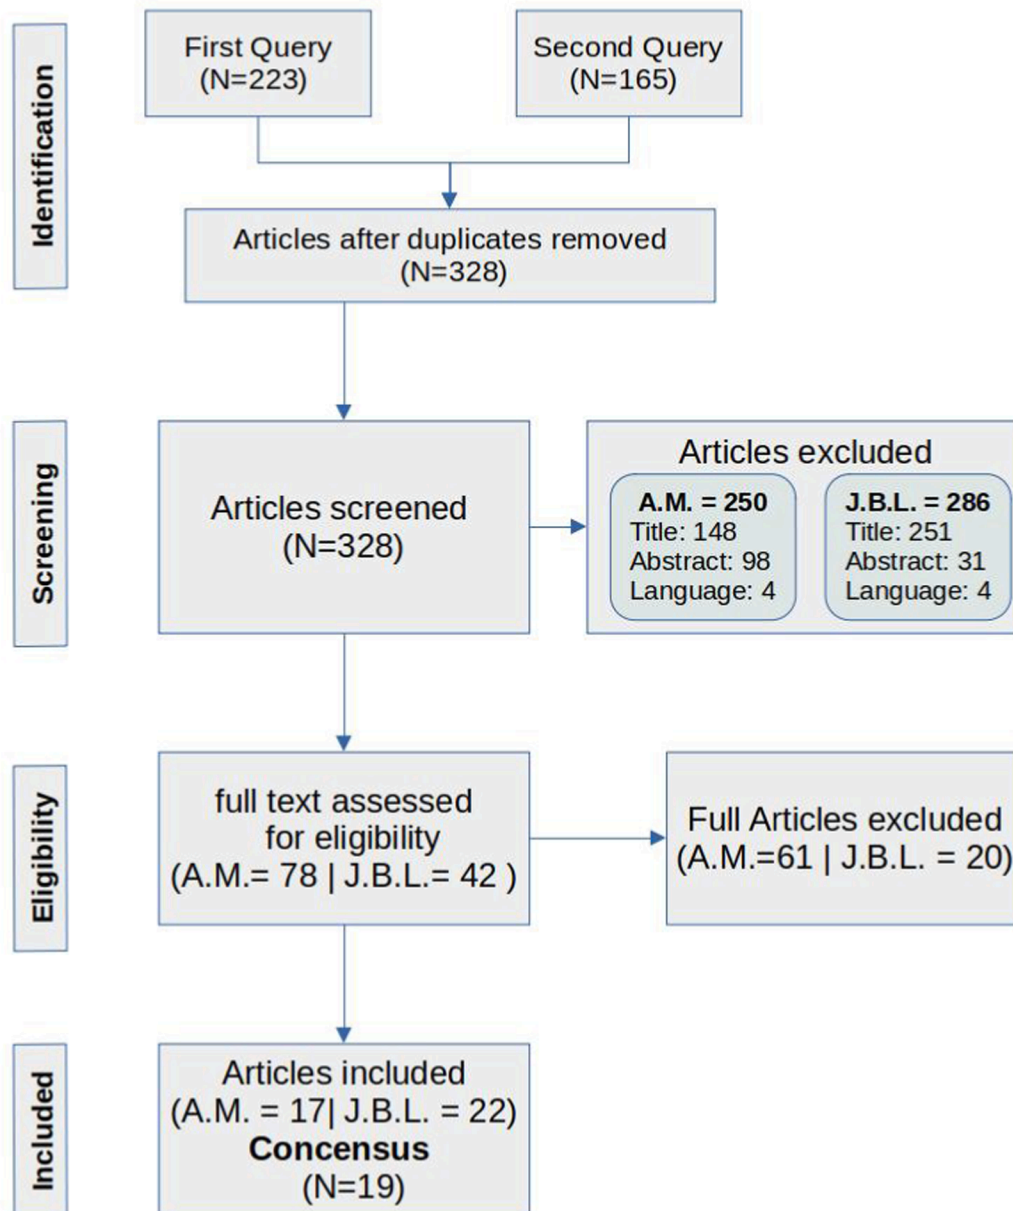 Identification
First Query
(N=223)
Second Query
(N=165)
Articles after duplicates removed
(N=328)
Screening
Articles screened
(N=328)
Articles excluded
A.M. = 250
Title: 148
Abstract: 98
Language: 4
J.B.L. = 286
Title: 251
Abstract: 31
Language: 4
Eligibility
full text assessed
for eligibility
(A.M.= 78 | J.B.L.= 42 )
Full Articles excluded
(A.M.=61 | J.B.L. = 20)
Included
Articles included
(A.M. = 17| J.B.L. = 22)
Concensus
(N=19)